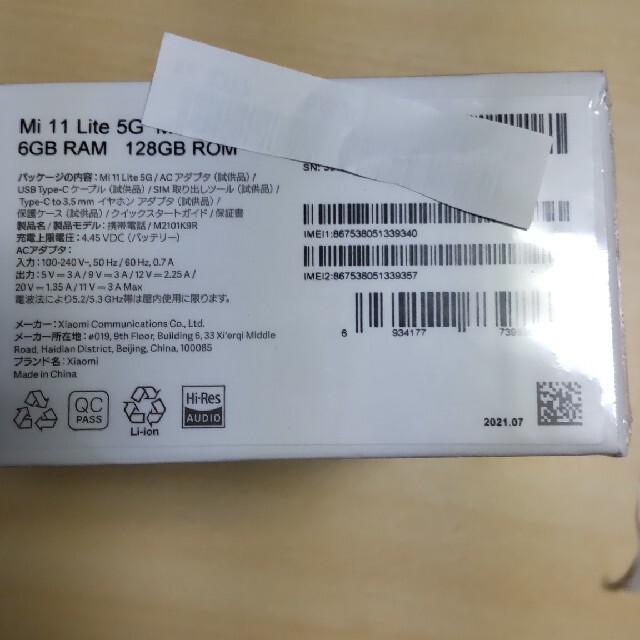 Mi 11 Lite 5G
6GB RAM 128GB ROM
パッケージの内容: Mi 11 Lite 5G / AC アダプタ (試供品) /
USB Type-C ケーブル (試供品) / SIM 取り出しツール (試供品) /
Type-C to 3.5 mm イヤホン アダプタ (試供品) /
保護ケース (試供品) / クイックスタートガイド / 保証書
製品名 / 製品モデル: 携帯電話 / M2101K9R
充電上限電圧: 4.45 VDC (バッテリー)
ACアダプタ:
入力: 100-240 V~, 50 Hz / 60 Hz, 0.7 A
出力: 5 V = 3 A / 9 V = 3 A / 12 V = 2.25 A /
20 V = 1.35 A / 11 V = 3 A Max
電波法により5.2/5.3 GHz帯は屋内使用に限ります。
メーカー: Xiaomi Communications Co., Ltd.
メーカー所在地: #019, 9th Floor, Building 6, 33 Xi'erqi Middle
Road, Haidian District, Beijing, China, 100085
ブランド名: Xiaomi
Made in China
QC
PASS
Li-ion
Hi-Res
AUDIO
SN:
IMEI1:867538051339340
IMEI2:867538051339357
6 934177
2021.07